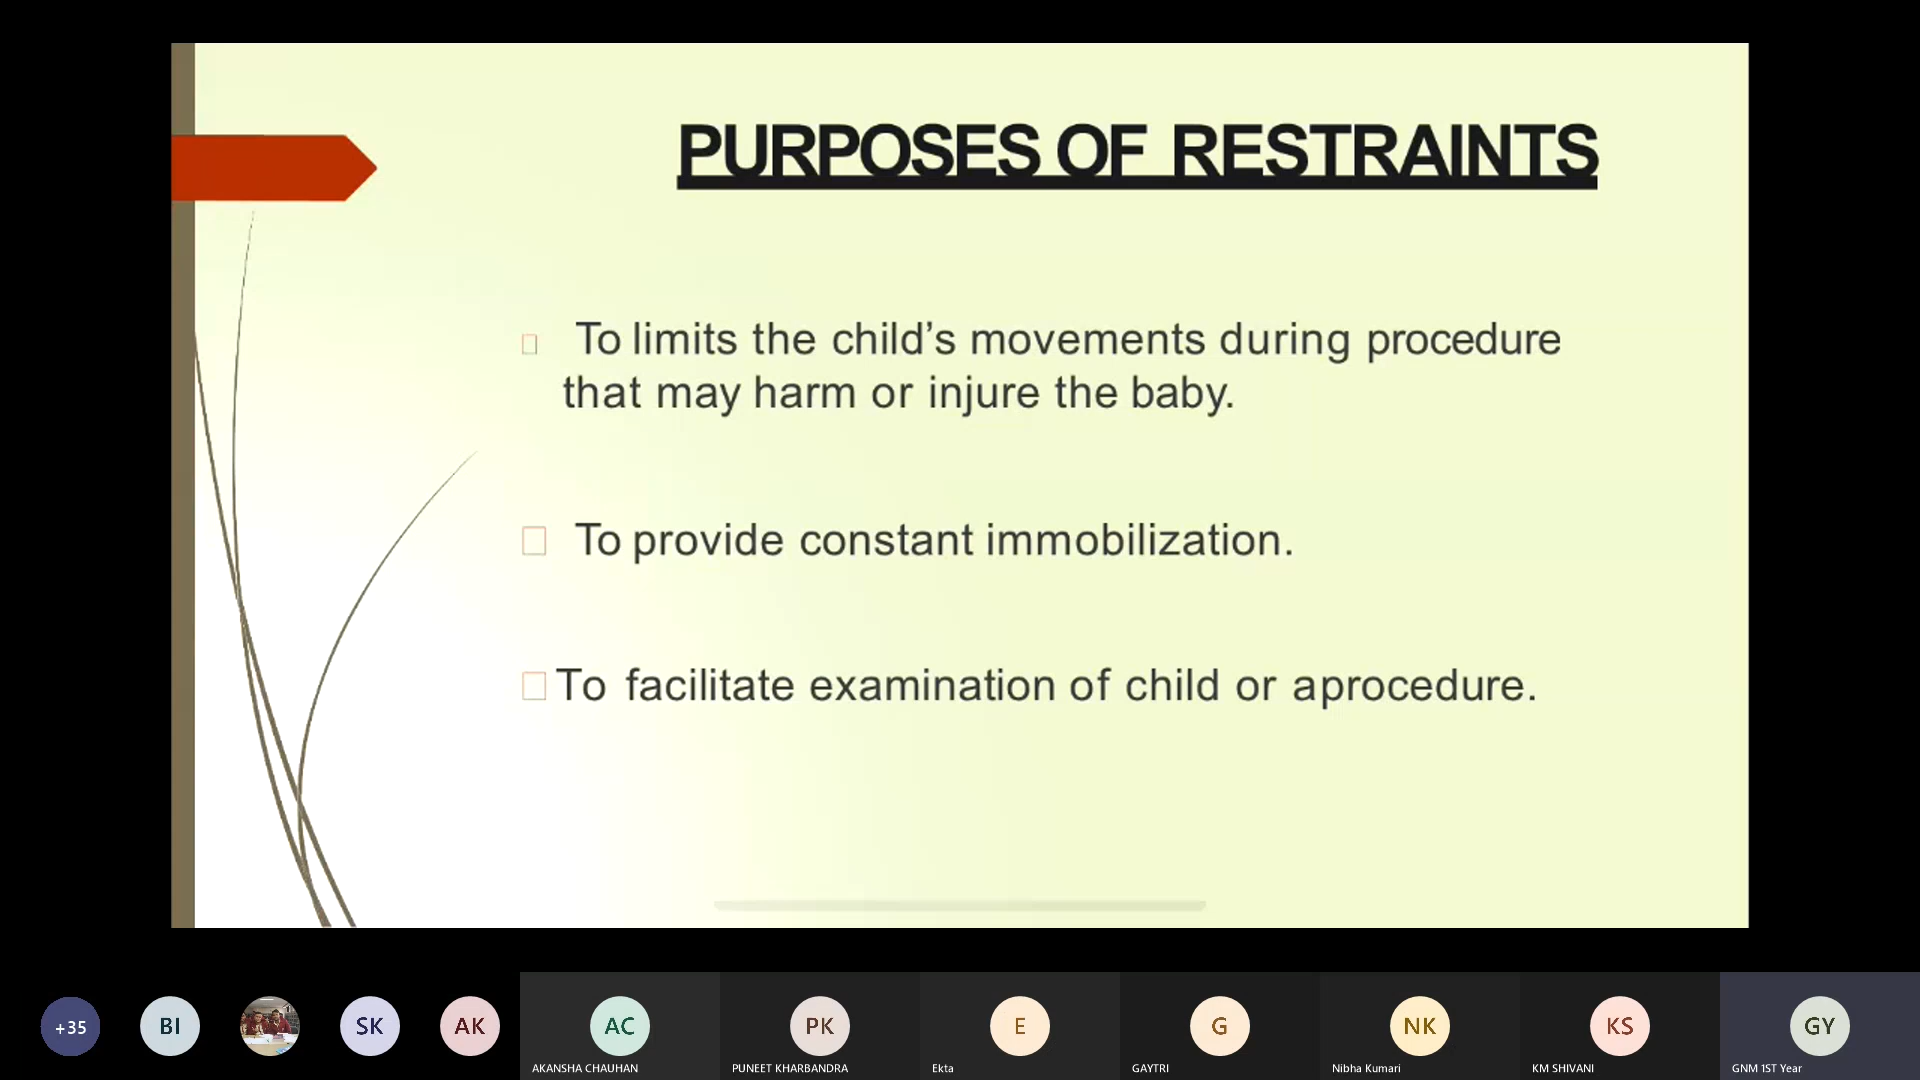 PURPOSES OF RESTRAINTS
To limits the child’s movements during procedure
that may harm or injure the baby.
To provide constant immobilization.
To facilitate examination of child or aprocedure.
+35
BI
SK
AK
AC
PK
E
G
NK
KS
GY
AKANSHA CHAUHAN
PUNEET KHARBANDRA
Ekta
GAYTRI
Nibha Kumari
KM SHIVANI
GNM 1ST Year